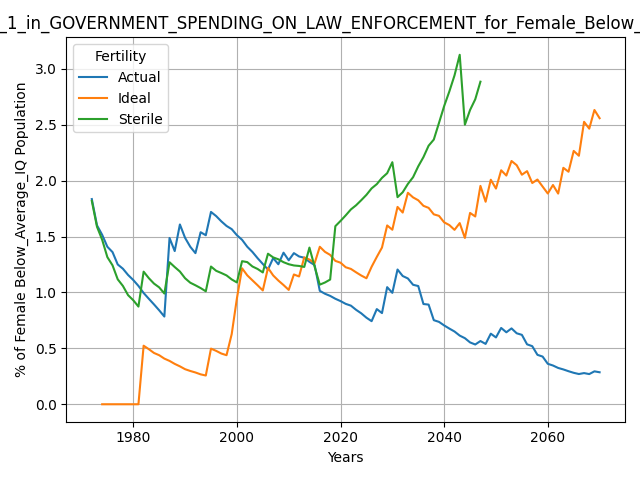 _1_in_GOVERNMENT_SPENDING_ON_LAW_ENFORCEMENT_for_Female_Below_
Fertility
Actual
Ideal
Sterile
% of Female Below_Average_IQ Population
3.0
2.5
2.0
1.5
1.0
0.5
0.0
1980 2000 2020 2040 2060
Years